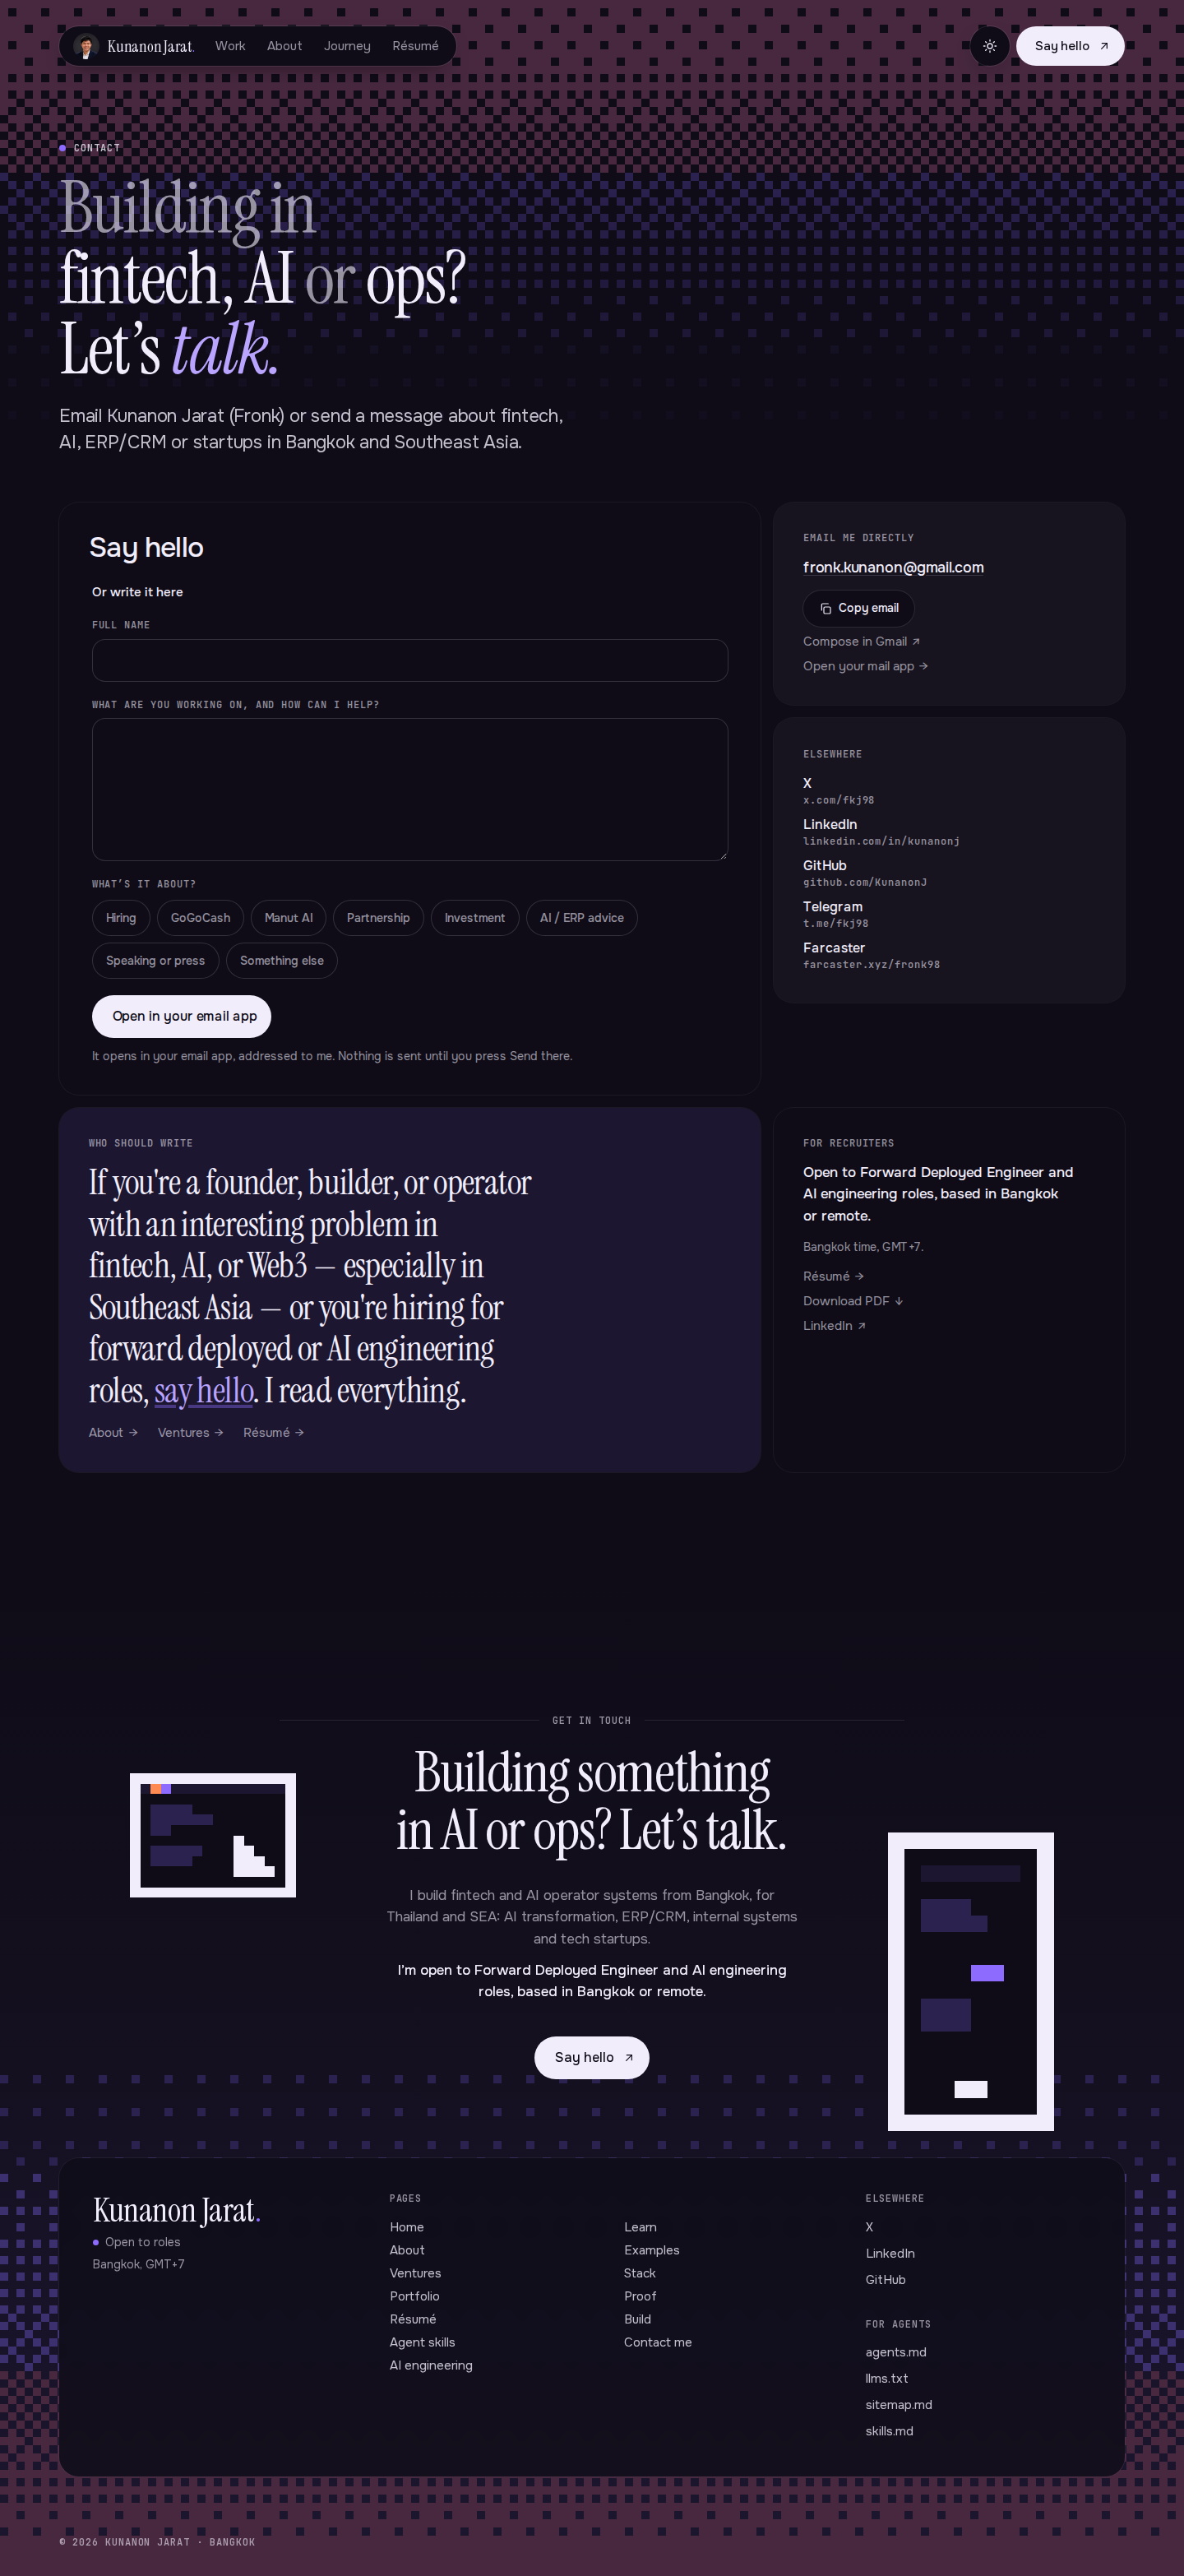 Kunanon Jarat.
Work
About
Journey
Résumé
Say hello ↗
CONTACT
Building in
fintech, AI or ops?
Let’s talk.
Email Kunanon Jarat (Fronk) or send a message about fintech,
AI, ERP/CRM or startups in Bangkok and Southeast Asia.
Say hello
Or write it here
FULL NAME
WHAT ARE YOU WORKING ON, AND HOW CAN I HELP?
WHAT’S IT ABOUT?
Hiring
GoGoCash
Manut AI
Partnership
Investment
AI / ERP advice
Speaking or press
Something else
Open in your email app
It opens in your email app, addressed to me. Nothing is sent until you press Send there.
EMAIL ME DIRECTLY
fronk.kunanon@gmail.com
Copy email
Compose in Gmail ↗
Open your mail app →
ELSEWHERE
X
x.com/fkj98
LinkedIn
linkedin.com/in/kunanonj
GitHub
github.com/KunanonJ
Telegram
t.me/fkj98
Farcaster
farcaster.xyz/fronk98
WHO SHOULD WRITE
If you're a founder, builder, or operator
with an interesting problem in
fintech, AI, or Web3 — especially in
Southeast Asia — or you're hiring for
forward deployed or AI engineering
roles, say hello. I read everything.
About →
Ventures →
Résumé →
FOR RECRUITERS
Open to Forward Deployed Engineer and
AI engineering roles, based in Bangkok
or remote.
Bangkok time, GMT+7.
Résumé →
Download PDF ↓
LinkedIn ↗
GET IN TOUCH
Building something
in AI or ops? Let’s talk.
I build fintech and AI operator systems from Bangkok, for
Thailand and SEA: AI transformation, ERP/CRM, internal systems
and tech startups.
I’m open to Forward Deployed Engineer and AI engineering
roles, based in Bangkok or remote.
Say hello ↗
Kunanon Jarat.
Open to roles
Bangkok, GMT+7
PAGES
Home
About
Ventures
Portfolio
Résumé
Agent skills
AI engineering
Learn
Examples
Stack
Proof
Build
Contact me
ELSEWHERE
X
LinkedIn
GitHub
FOR AGENTS
agents.md
llms.txt
sitemap.md
skills.md
© 2026 KUNANON JARAT · BANGKOK